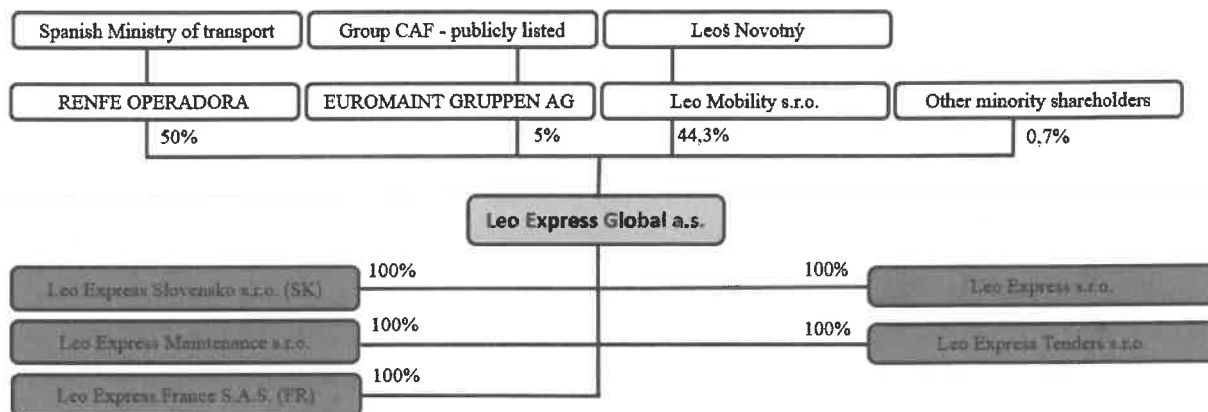 Spanish Ministry of transport
Group CAF - publicly listed
Leoš Novotný
RENFE OPERADORA
EUROMAINT GRUPPEN AG
Leo Mobility s.r.o.
Other minority shareholders
50%
5%
44,3%
0,7%
Leo Express Global a.s.
100%
100%
Leo Express Slovensko s.r.o. (SK)
Leo Express s.r.o.
100%
100%
Leo Express Maintenance s.r.o.
Leo Express Tenders s.r.o.
100%
Leo Express France S.A.S. (FR)